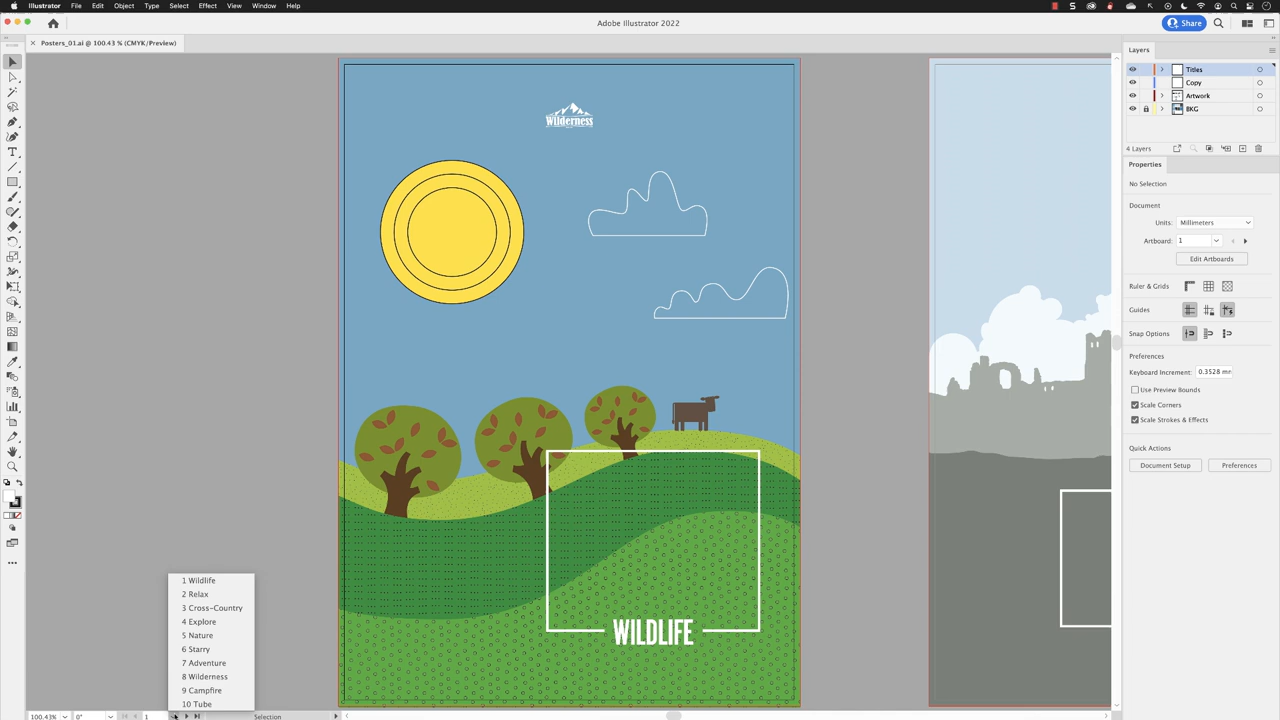 Illustrator File Edit Object Type Select Effect View Window Help
Adobe Illustrator 2022
Share
Posters_01.ai @ 100.43 % (CMYK/Preview)
Layers
Titles
Copy
Artwork
BKG
4 Layers
Properties
No Selection
Document
Units: Millimeters
Artboard: 1
Edit Artboards
Ruler & Grids
Guides
Snap Options
Preferences
Keyboard Increment: 0.3528 mm
Use Preview Bounds
Scale Corners
Scale Strokes & Effects
Quick Actions
Document Setup Preferences
Wilderness
WILDLIFE
1 Wildlife
2 Relax
3 Cross-Country
4 Explore
5 Nature
6 Starry
7 Adventure
8 Wilderness
9 Campfire
10 Tube
100.43% 0° 1 Selection